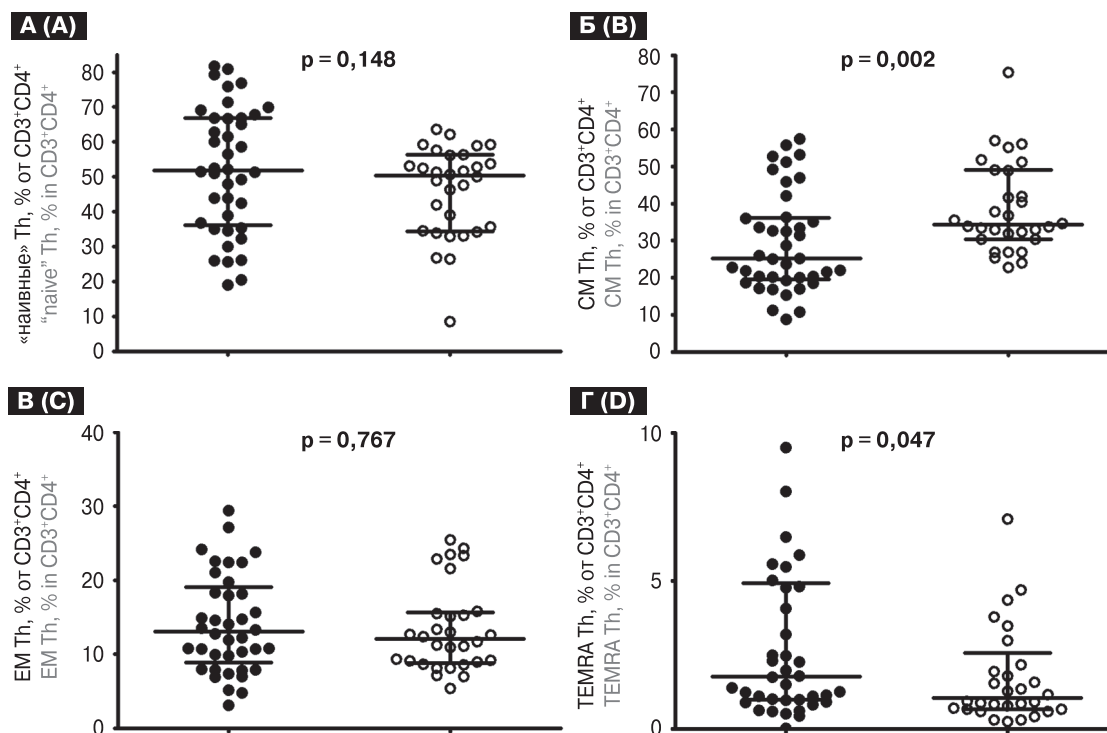 А (A)
p = 0,148
«наивные» Th, % от CD3⁺CD4⁺
“naive” Th, % in CD3⁺CD4⁺
80
70
60
50
40
30
20
10
0
Б (B)
p = 0,002
CM Th, % от CD3⁺CD4⁺
CM Th, % in CD3⁺CD4⁺
80
70
60
50
40
30
20
10
0
В (C)
p = 0,767
EM Th, % от CD3⁺CD4⁺
EM Th, % in CD3⁺CD4⁺
40
30
20
10
0
Г (D)
p = 0,047
TEMRA Th, % от CD3⁺CD4⁺
TEMRA Th, % in CD3⁺CD4⁺
10
5
0